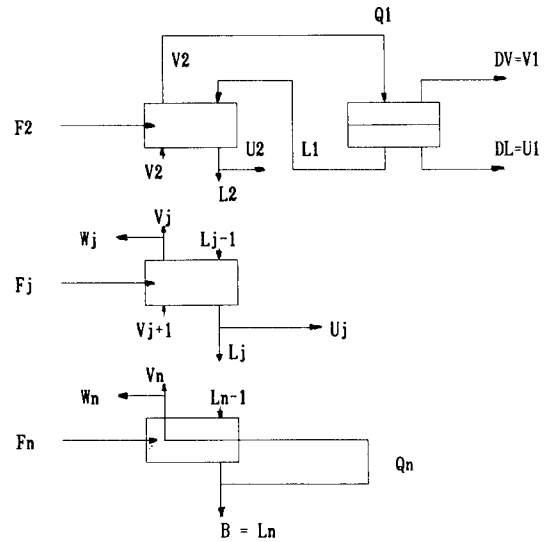 Q1
V2
DV=V1
F2
U2
L1
DL=U1
V2
L2
Vj
Wj
Lj-1
Fj
Vj+1
Uj
Lj
Vn
Wn
Ln-1
Fn
Qn
B = Ln